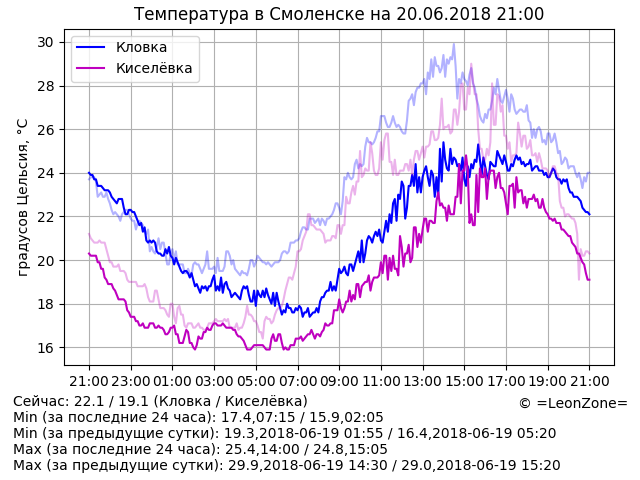 Температура в Смоленске на 20.06.2018 21:00
Кловка
Киселёвка
градусов Цельсия, °C
30
28
26
24
22
20
18
16
21:00 23:00 01:00 03:00 05:00 07:00 09:00 11:00 13:00 15:00 17:00 19:00 21:00
Сейчас: 22.1 / 19.1 (Кловка / Киселёвка)
© =LeonZone=
Min (за последние 24 часа): 17.4,07:15 / 15.9,02:05
Min (за предыдущие сутки): 19.3,2018-06-19 01:55 / 16.4,2018-06-19 05:20
Max (за последние 24 часа): 25.4,14:00 / 24.8,15:05
Max (за предыдущие сутки): 29.9,2018-06-19 14:30 / 29.0,2018-06-19 15:20